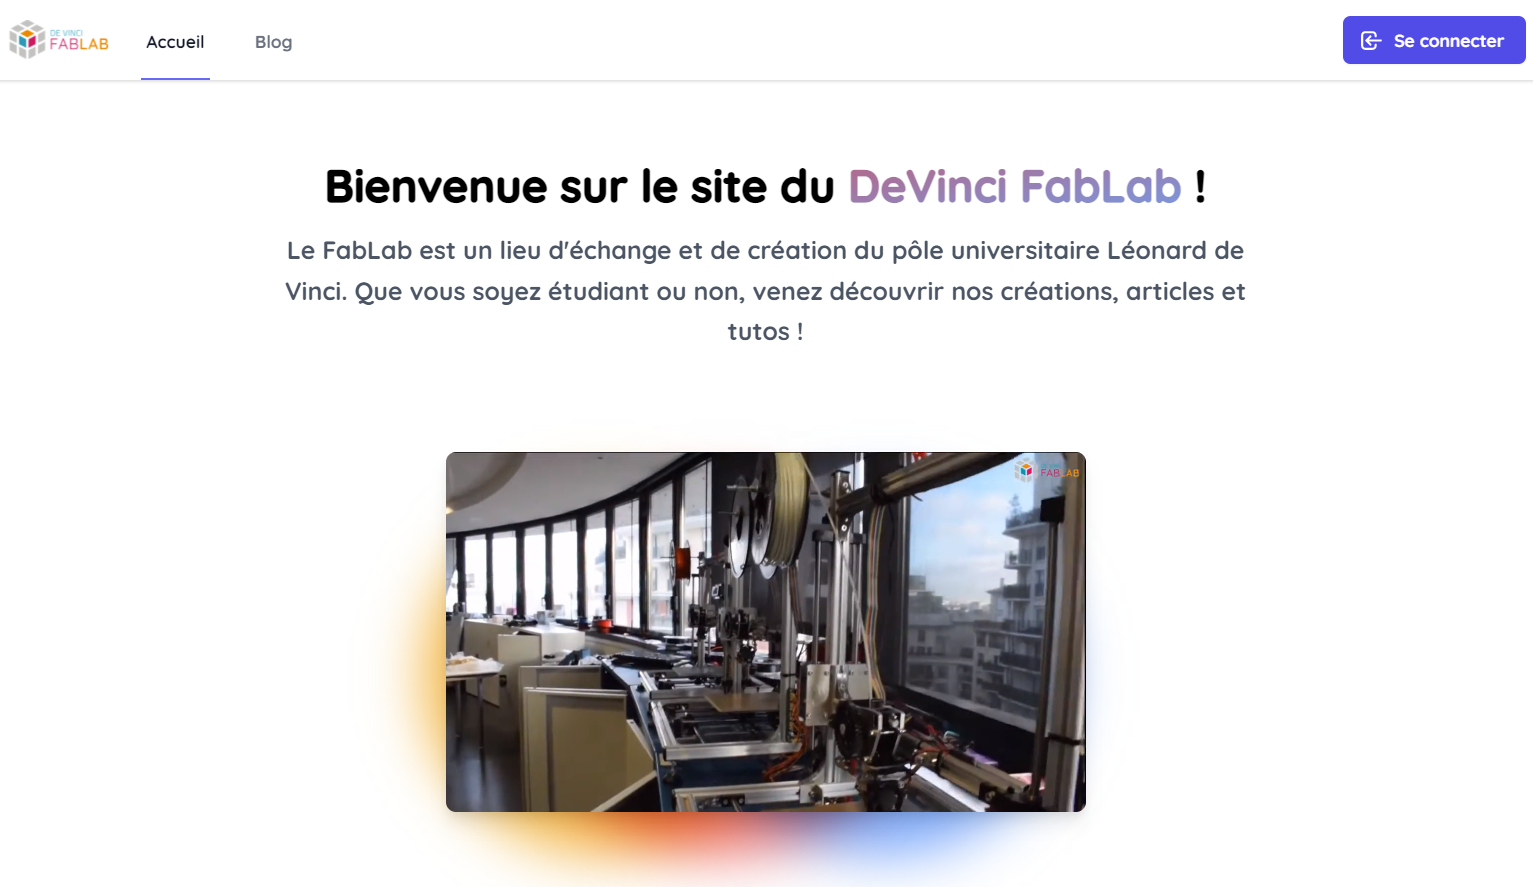 DE VINCI
FABLAB
Accueil
Blog
Se connecter
Bienvenue sur le site du DeVinci FabLab !
Le FabLab est un lieu d'échange et de création du pôle universitaire Léonard de
Vinci. Que vous soyez étudiant ou non, venez découvrir nos créations, articles et
tutos !
DE VINCI
FABLAB